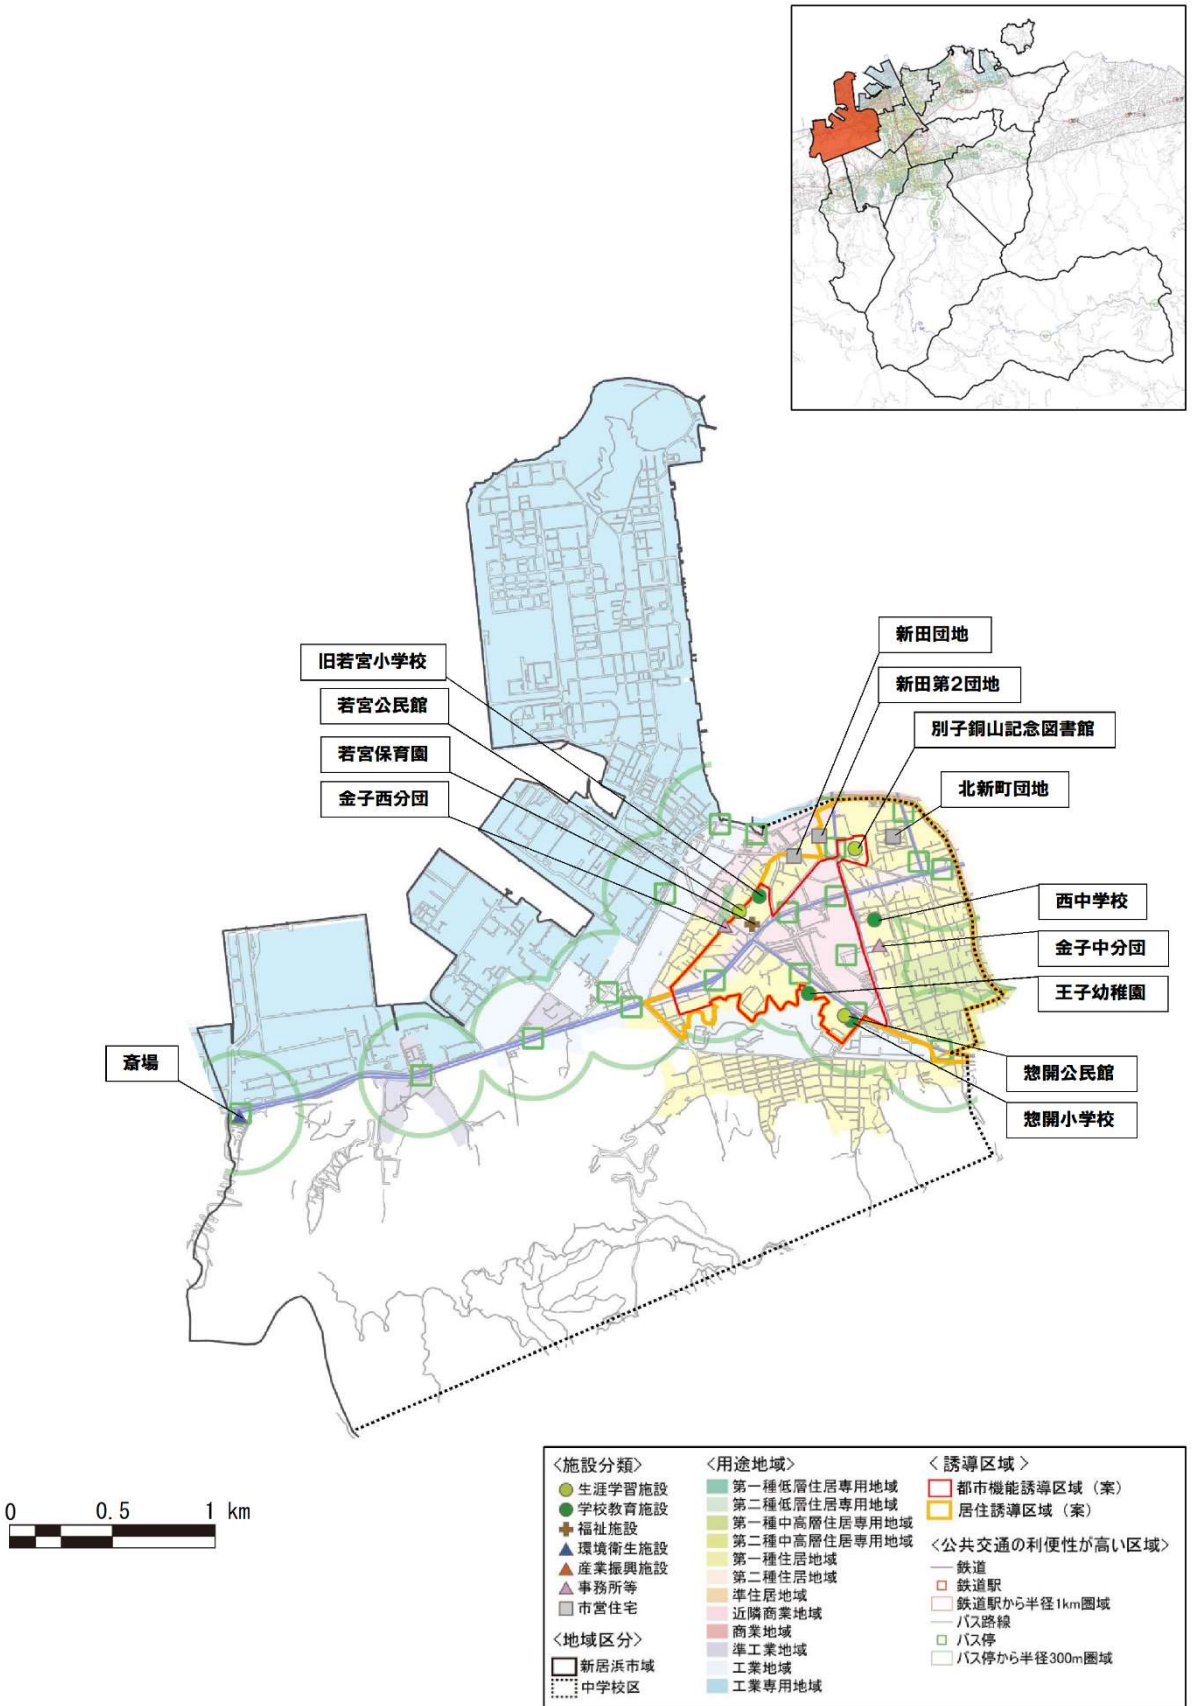 旧若宮小学校
若宮公民館
若宮保育園
金子西分団
新田団地
新田第2団地
別子銅山記念図書館
北新町団地
西中学校
金子中分団
王子幼稚園
惣開公民館
惣開小学校
斎場
0 0.5 1 km
<施設分類>
生涯学習施設
学校教育施設
福祉施設
環境衛生施設
産業振興施設
事務所等
市営住宅
<地域区分>
新居浜市域
中学校区
<用途地域>
第一種低層住居専用地域
第二種低層住居専用地域
第一種中高層住居専用地域
第二種中高層住居専用地域
第一種住居地域
第二種住居地域
準住居地域
近隣商業地域
商業地域
準工業地域
工業地域
工業専用地域
<誘導区域>
都市機能誘導区域(案)
居住誘導区域(案)
<公共交通の利便性が高い区域>
鉄道
鉄道駅
鉄道駅から半径1km圏域
バス路線
バス停
バス停から半径300m圏域